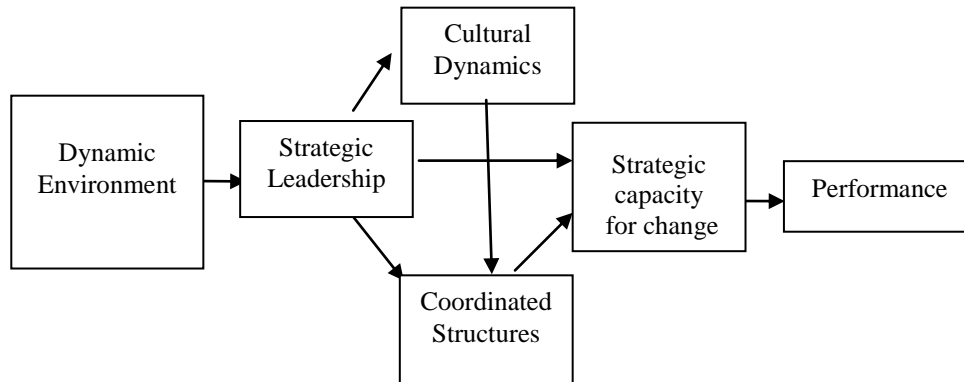 Cultural
Dynamics
Dynamic
Environment
Strategic
Leadership
Strategic
capacity
for change
Performance
Coordinated
Structures